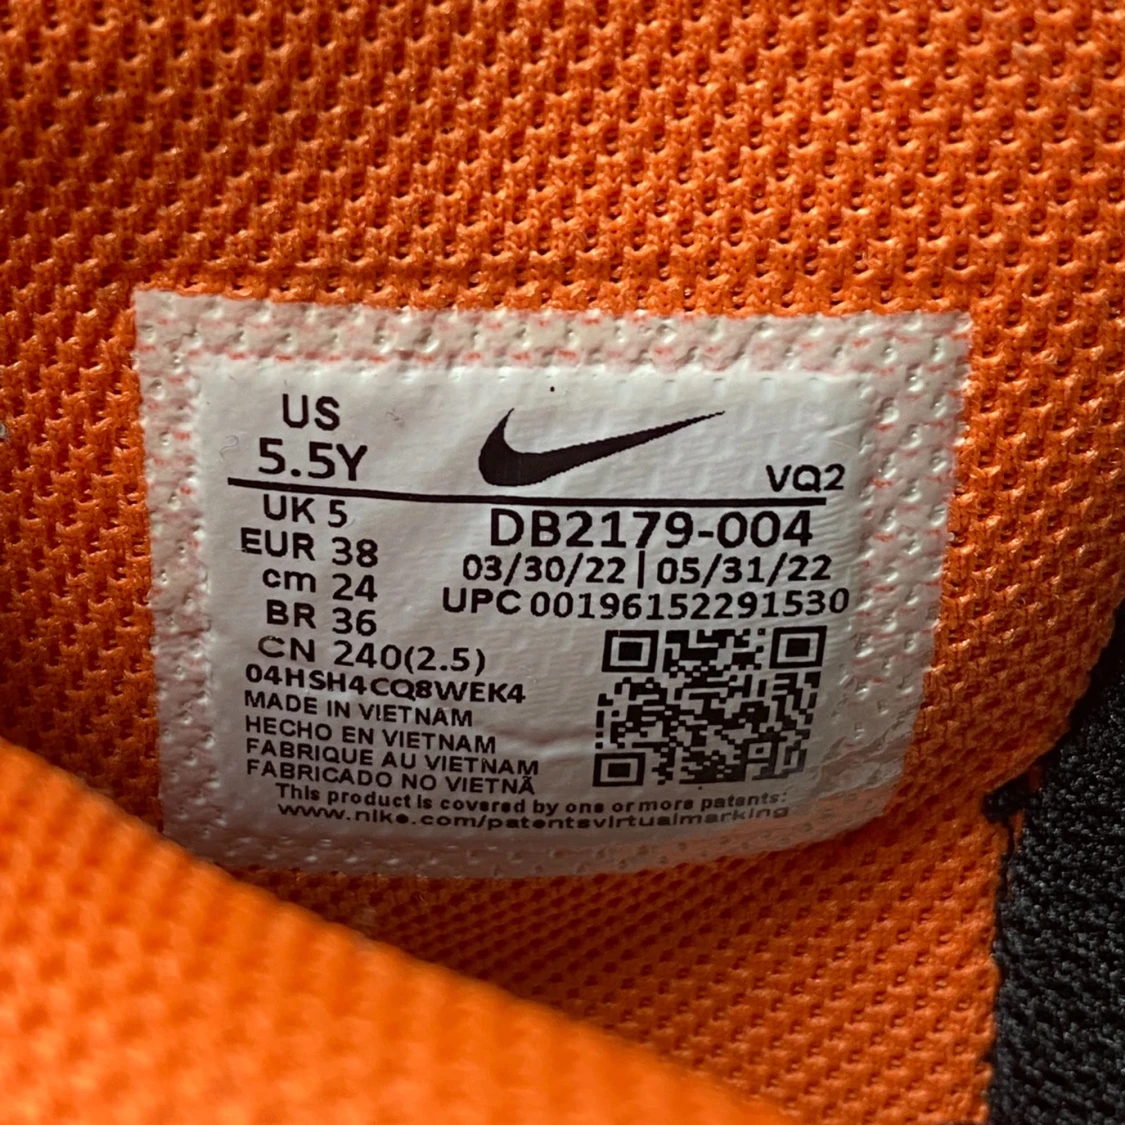 US
5.5Y
VQ2
UK 5
EUR 38
cm 24
BR 36
CN 240(2.5)
04HSH4CQ8WEK4
MADE IN VIETNAM
HECHO EN VIETNAM
FABRIQUE AU VIETNAM
FABRICADO NO VIETNÃ
DB2179-004
03/30/22|05/31/22
UPC 00196152291530
This product is covered by one or more patents:
www.nike.com/patentsvirtualmarking